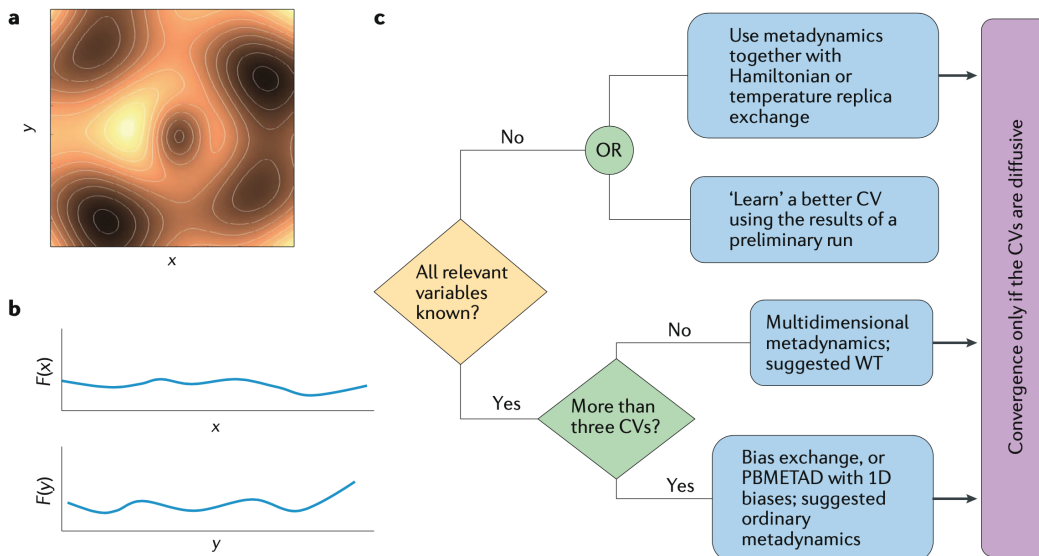 a
y
x
b
F(x)
x
F(y)
y
c
All relevant
variables
known?
No
OR
Use metadynamics
together with
Hamiltonian or
temperature replica
exchange
‘Learn’ a better CV
using the results of a
preliminary run
Yes
More than
three CVs?
No
Multidimensional
metadynamics;
suggested WT
Yes
Bias exchange, or
PBMETAD with 1D
biases; suggested
ordinary
metadynamics
Convergence only if the CVs are diffusive